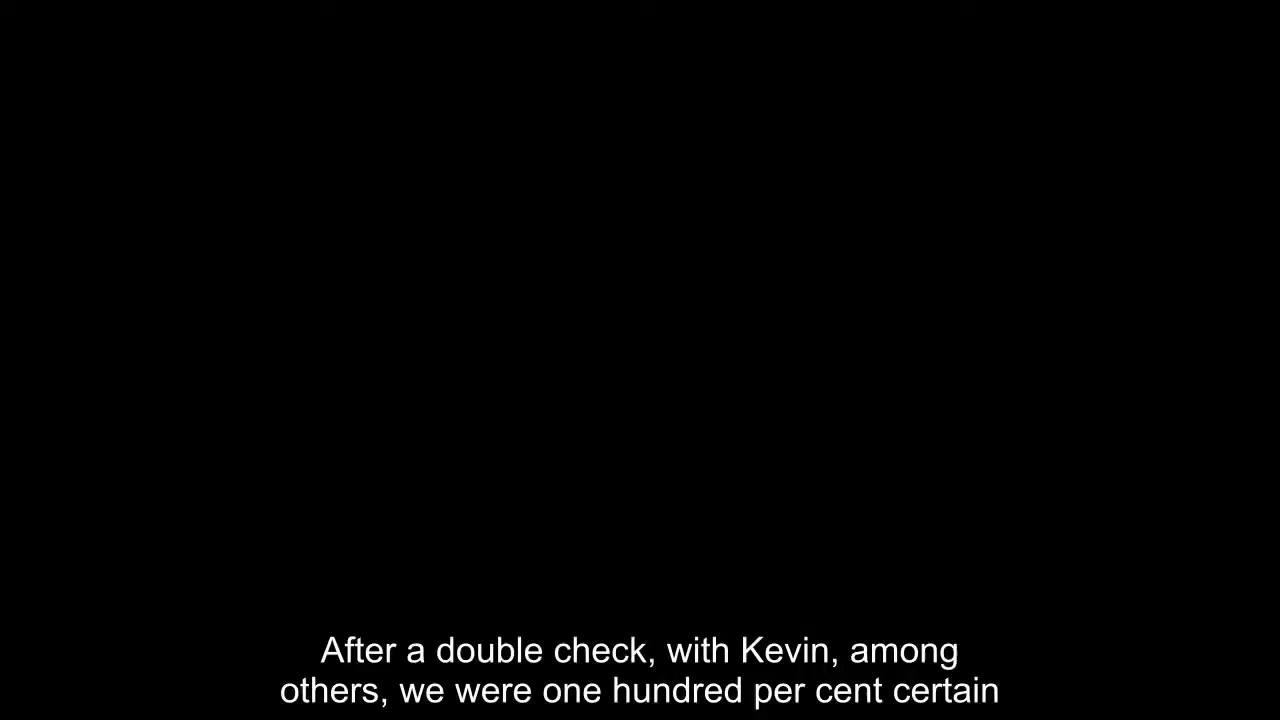 After a double check, with Kevin, among
others, we were one hundred per cent certain